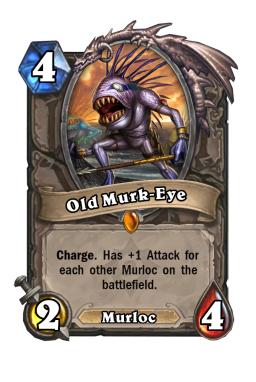 4
Old Murk-Eye
Charge. Has +1 Attack for
each other Murloc on the
battlefield.
2
Murloc
4